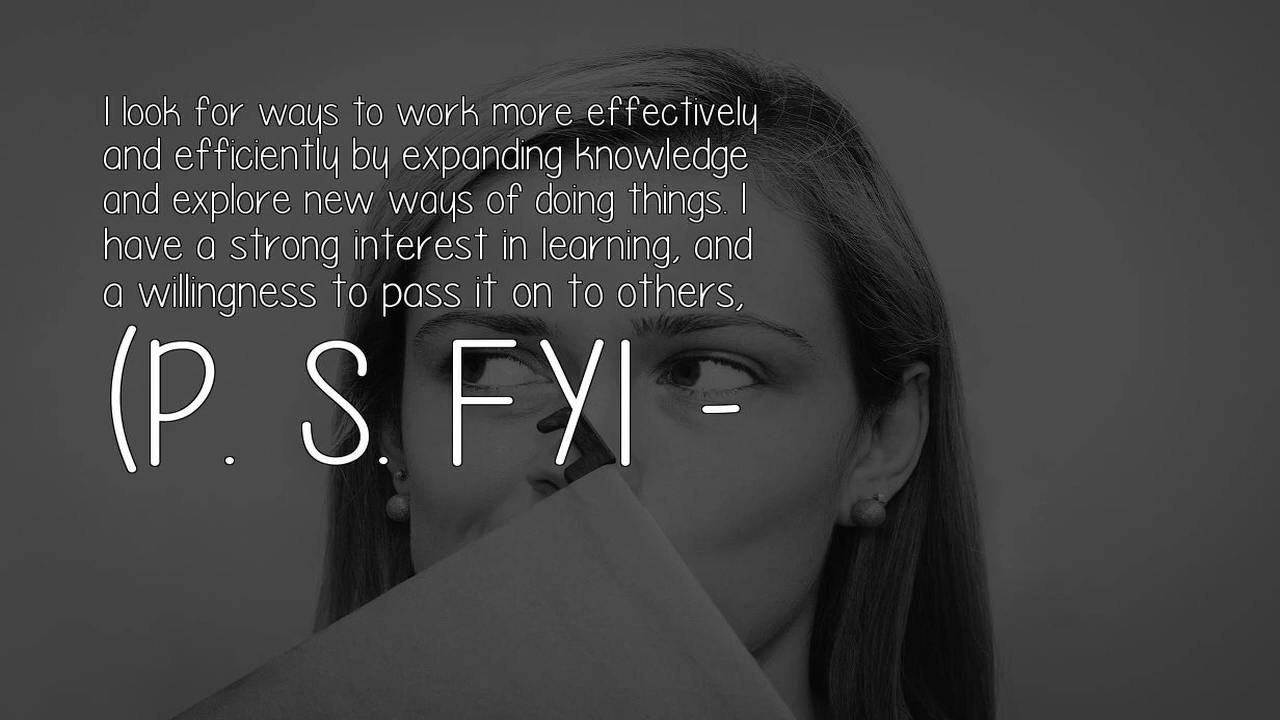 I look for ways to work more effectively
and efficiently by expanding knowledge
and explore new ways of doing things. I
have a strong interest in learning, and
a willingness to pass it on to others,
(P. S. FYI -